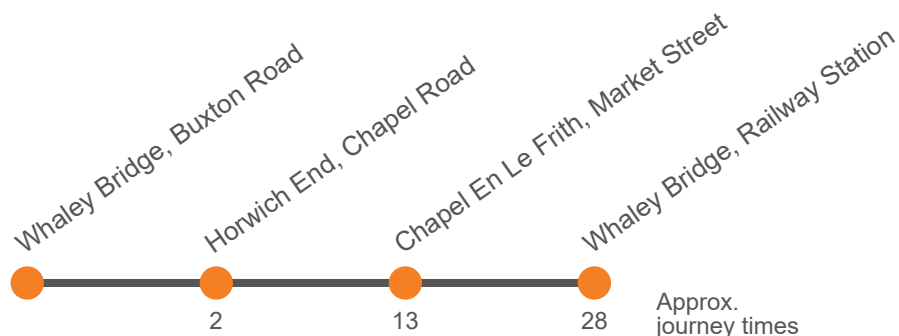 Whaley Bridge, Buxton Road
Horwich End, Chapel Road
Chapel En Le Frith, Market Street
Whaley Bridge, Railway Station
2
13
28
Approx.
journey times